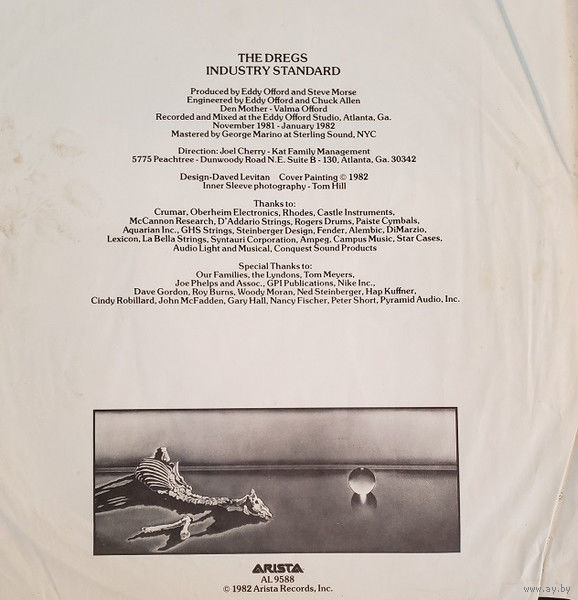 THE DREGS
INDUSTRY STANDARD
Produced by Eddy Offord and Steve Morse
Engineered by Eddy Offord and Chuck Allen
Den Mother - Valma Offord
Recorded and Mixed at the Eddy Offord Studio, Atlanta, Ga.
November 1981 - January 1982
Mastered by George Marino at Sterling Sound, NYC
Direction: Joel Cherry - Kat Family Management
5775 Peachtree - Dunwoody Road N.E. Suite B - 130, Atlanta, Ga. 30342
Design-Daved Levitan Cover Painting © 1982
Inner Sleeve photography - Tom Hill
Thanks to:
Crumar, Oberheim Electronics, Rhodes, Castle Instruments,
McCannon Research, D'Addario Strings, Rogers Drums, Paiste Cymbals,
Aquarian Inc., GHS Strings, Steinberger Design, Fender, Alembic, DiMarzio,
Lexicon, La Bella Strings, Syntauri Corporation, Ampeg, Campus Music, Star Cases,
Audio Light and Musical, Conquest Sound Products
Special Thanks to:
Our Families, the Lyndons, Tom Meyers,
Joe Phelps and Assoc., GPI Publications, Nike Inc.,
Dave Gordon, Roy Burns, Woody Moran, Ned Steinberger, Hap Kuffner,
Cindy Robillard, John McFadden, Gary Hall, Nancy Fischer, Peter Short, Pyramid Audio, Inc.
ARISTA
AL 9588
© 1982 Arista Records, Inc.
www.ay.by